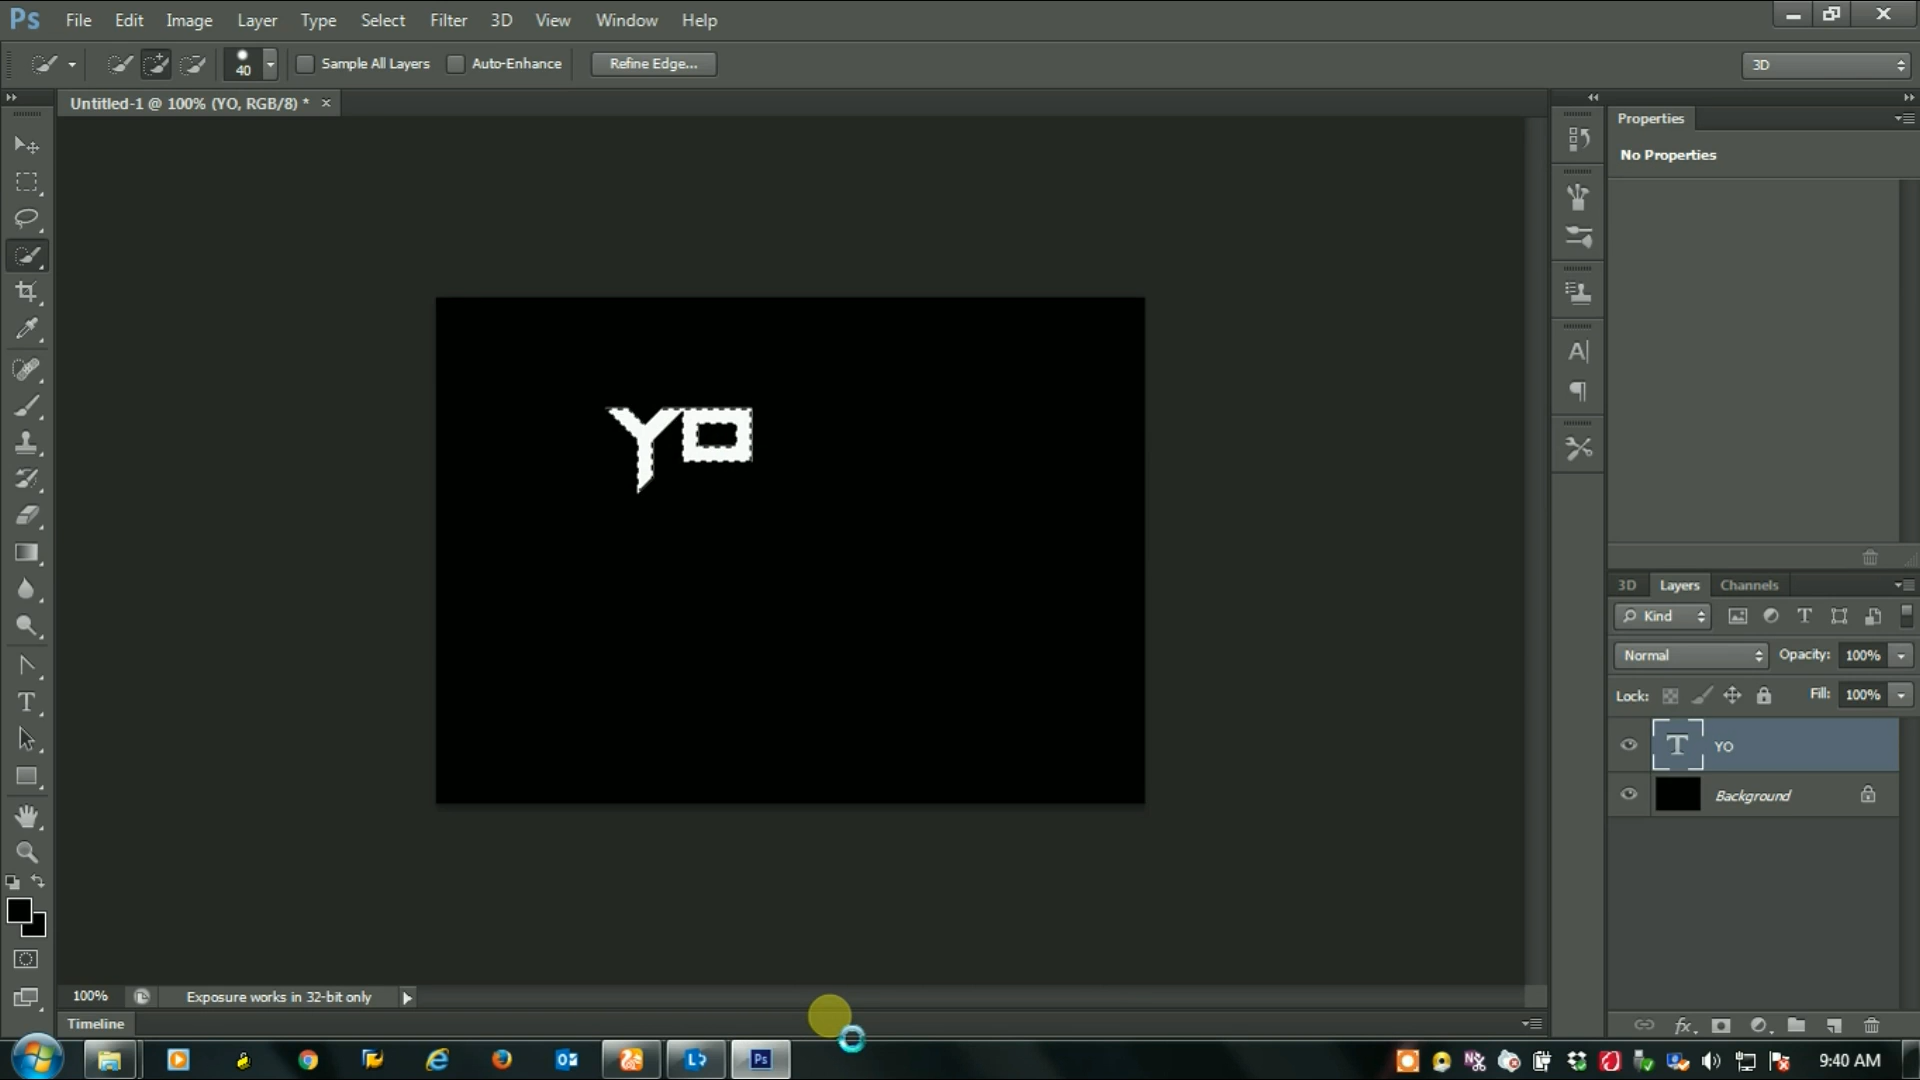 Ps File Edit Image Layer Type Select Filter 3D View Window Help
40 Sample All Layers Auto-Enhance Refine Edge... 3D
Untitled-1 @ 100% (YO, RGB/8) * ×
Properties
No Properties
YO
3D Layers Channels
Kind
Normal Opacity: 100%
Lock: Fill: 100%
T YO
Background
fx
100% Exposure works in 32-bit only
Timeline
Ps 9:40 AM